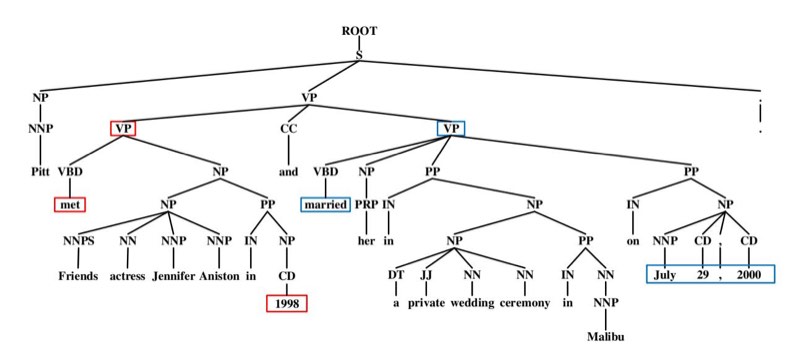 ROOT
S
NP VP .
NNP VP CC VP .
Pitt VBD NP and VBD NP PP PP
met NP PP married PRP IN NP IN NP
NNPS NN NNP NNP IN NP her in NP PP on NNP CD , CD
Friends actress Jennifer Aniston in CD DT JJ NN NN IN NN July 29 , 2000
1998 a private wedding ceremony in NNP
Malibu